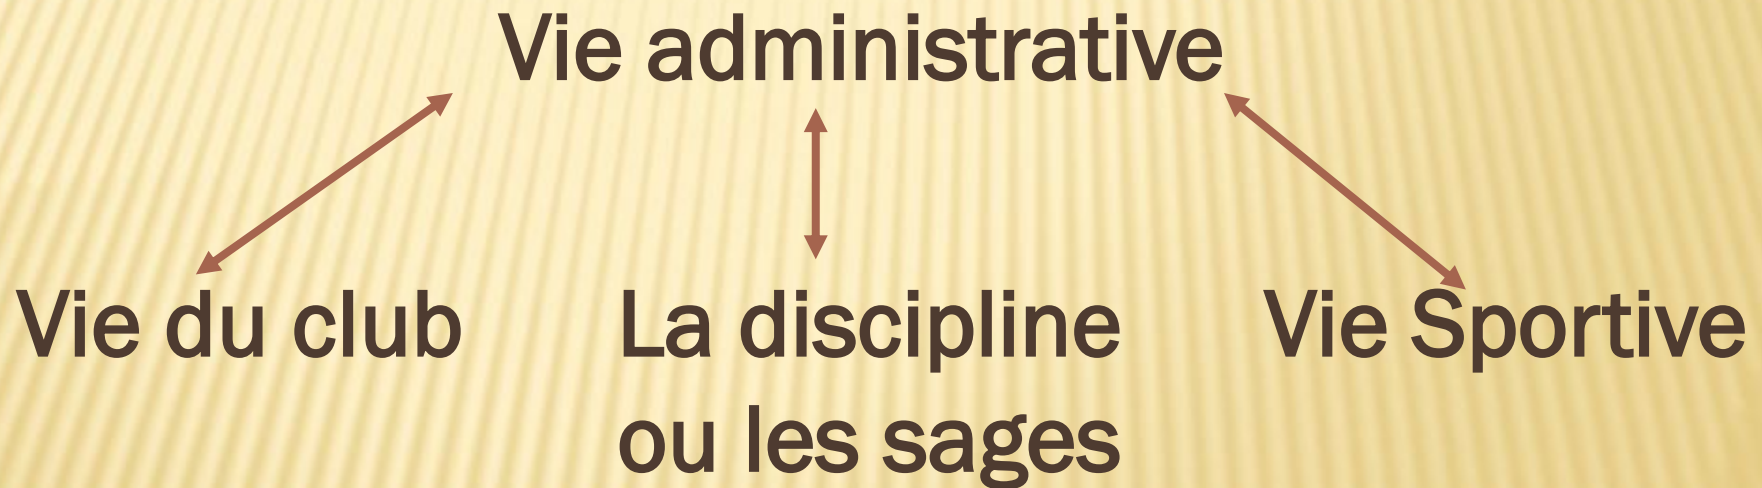 Vie administrative
Vie du club
La discipline
ou les sages
Vie Sportive